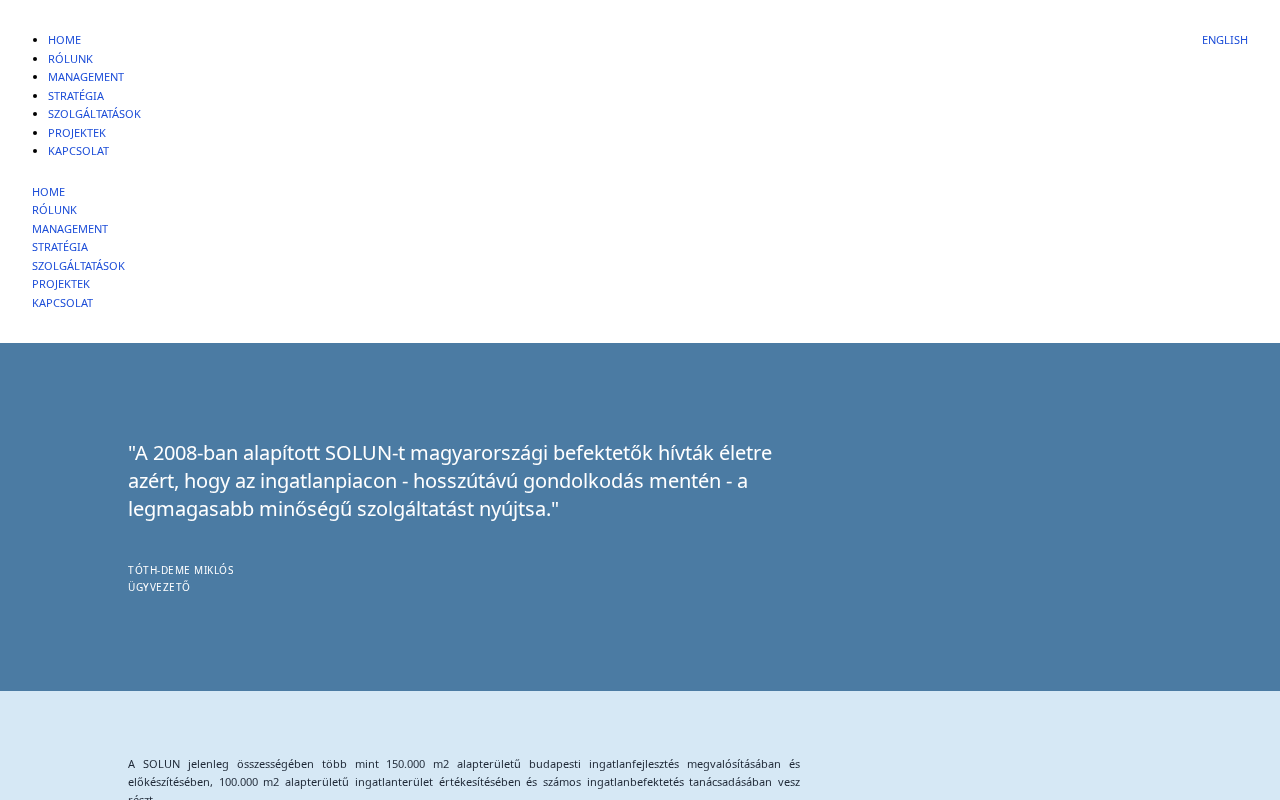 HOME
RÓLUNK
MANAGEMENT
STRATÉGIA
SZOLGÁLTATÁSOK
PROJEKTEK
KAPCSOLAT
ENGLISH
HOME
RÓLUNK
MANAGEMENT
STRATÉGIA
SZOLGÁLTATÁSOK
PROJEKTEK
KAPCSOLAT
"A 2008-ban alapított SOLUN-t magyarországi befektetők hívták életre
azért, hogy az ingatlanpiacon - hosszútávú gondolkodás mentén - a
legmagasabb minőségű szolgáltatást nyújtsa."
TÓTH-DEME MIKLÓS
ÜGYVEZETŐ
A SOLUN jelenleg összességében több mint 150.000 m2 alapterületű budapesti ingatlanfejlesztés megvalósításában és
előkészítésében, 100.000 m2 alapterületű ingatlanterület értékesítésében és számos ingatlanbefektetés tanácsadásában vesz
részt.